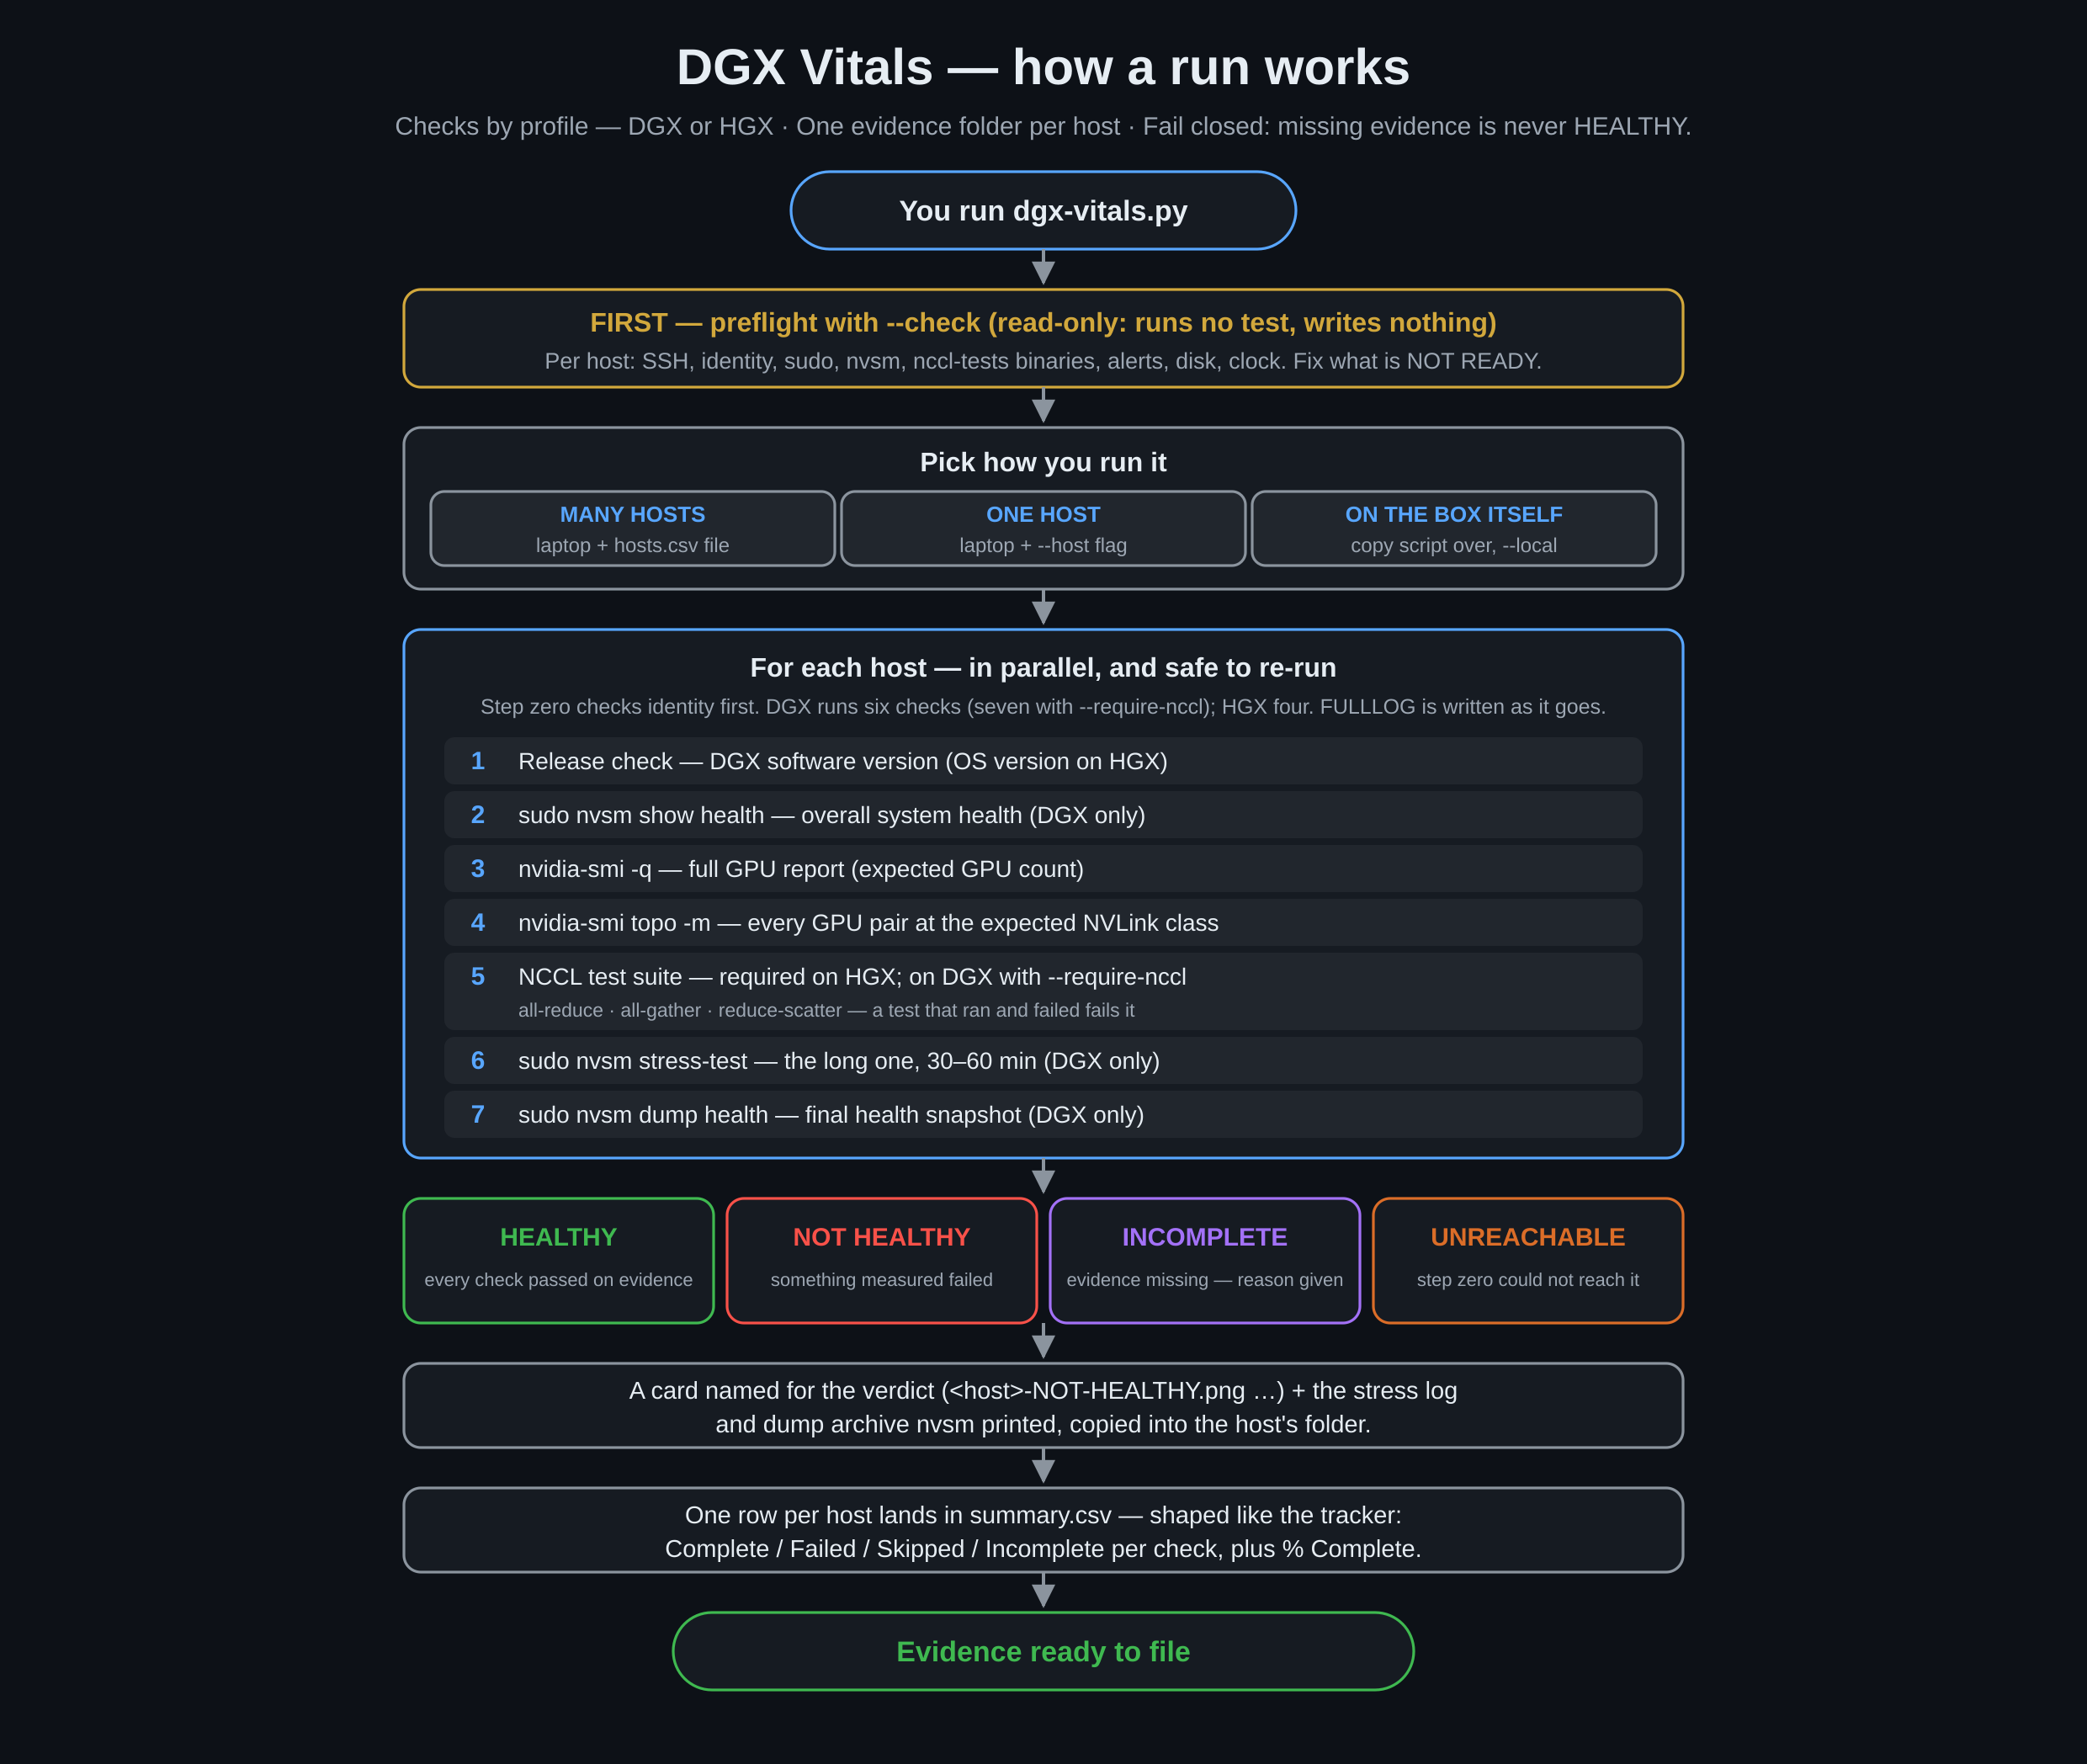 DGX Vitals — how a run works
Checks by profile — DGX or HGX · One evidence folder per host · Fail closed: missing evidence is never HEALTHY.
You run dgx-vitals.py
FIRST — preflight with --check (read-only: runs no test, writes nothing)
Per host: SSH, identity, sudo, nvsm, nccl-tests binaries, alerts, disk, clock. Fix what is NOT READY.
Pick how you run it
MANY HOSTS
laptop + hosts.csv file
ONE HOST
laptop + --host flag
ON THE BOX ITSELF
copy script over, --local
For each host — in parallel, and safe to re-run
Step zero checks identity first. DGX runs six checks (seven with --require-nccl); HGX four. FULLLOG is written as it goes.
1 Release check — DGX software version (OS version on HGX)
2 sudo nvsm show health — overall system health (DGX only)
3 nvidia-smi -q — full GPU report (expected GPU count)
4 nvidia-smi topo -m — every GPU pair at the expected NVLink class
5 NCCL test suite — required on HGX; on DGX with --require-nccl
all-reduce · all-gather · reduce-scatter — a test that ran and failed fails it
6 sudo nvsm stress-test — the long one, 30–60 min (DGX only)
7 sudo nvsm dump health — final health snapshot (DGX only)
HEALTHY
every check passed on evidence
NOT HEALTHY
something measured failed
INCOMPLETE
evidence missing — reason given
UNREACHABLE
step zero could not reach it
A card named for the verdict (<host>-NOT-HEALTHY.png …) + the stress log
and dump archive nvsm printed, copied into the host's folder.
One row per host lands in summary.csv — shaped like the tracker:
Complete / Failed / Skipped / Incomplete per check, plus % Complete.
Evidence ready to file